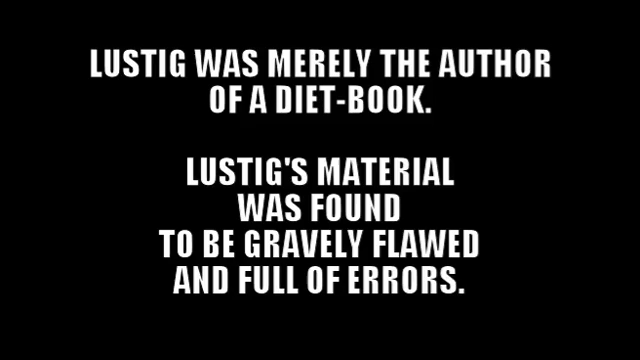 LUSTIG WAS MERELY THE AUTHOR
OF A DIET-BOOK.
LUSTIG'S MATERIAL
WAS FOUND
TO BE GRAVELY FLAWED
AND FULL OF ERRORS.